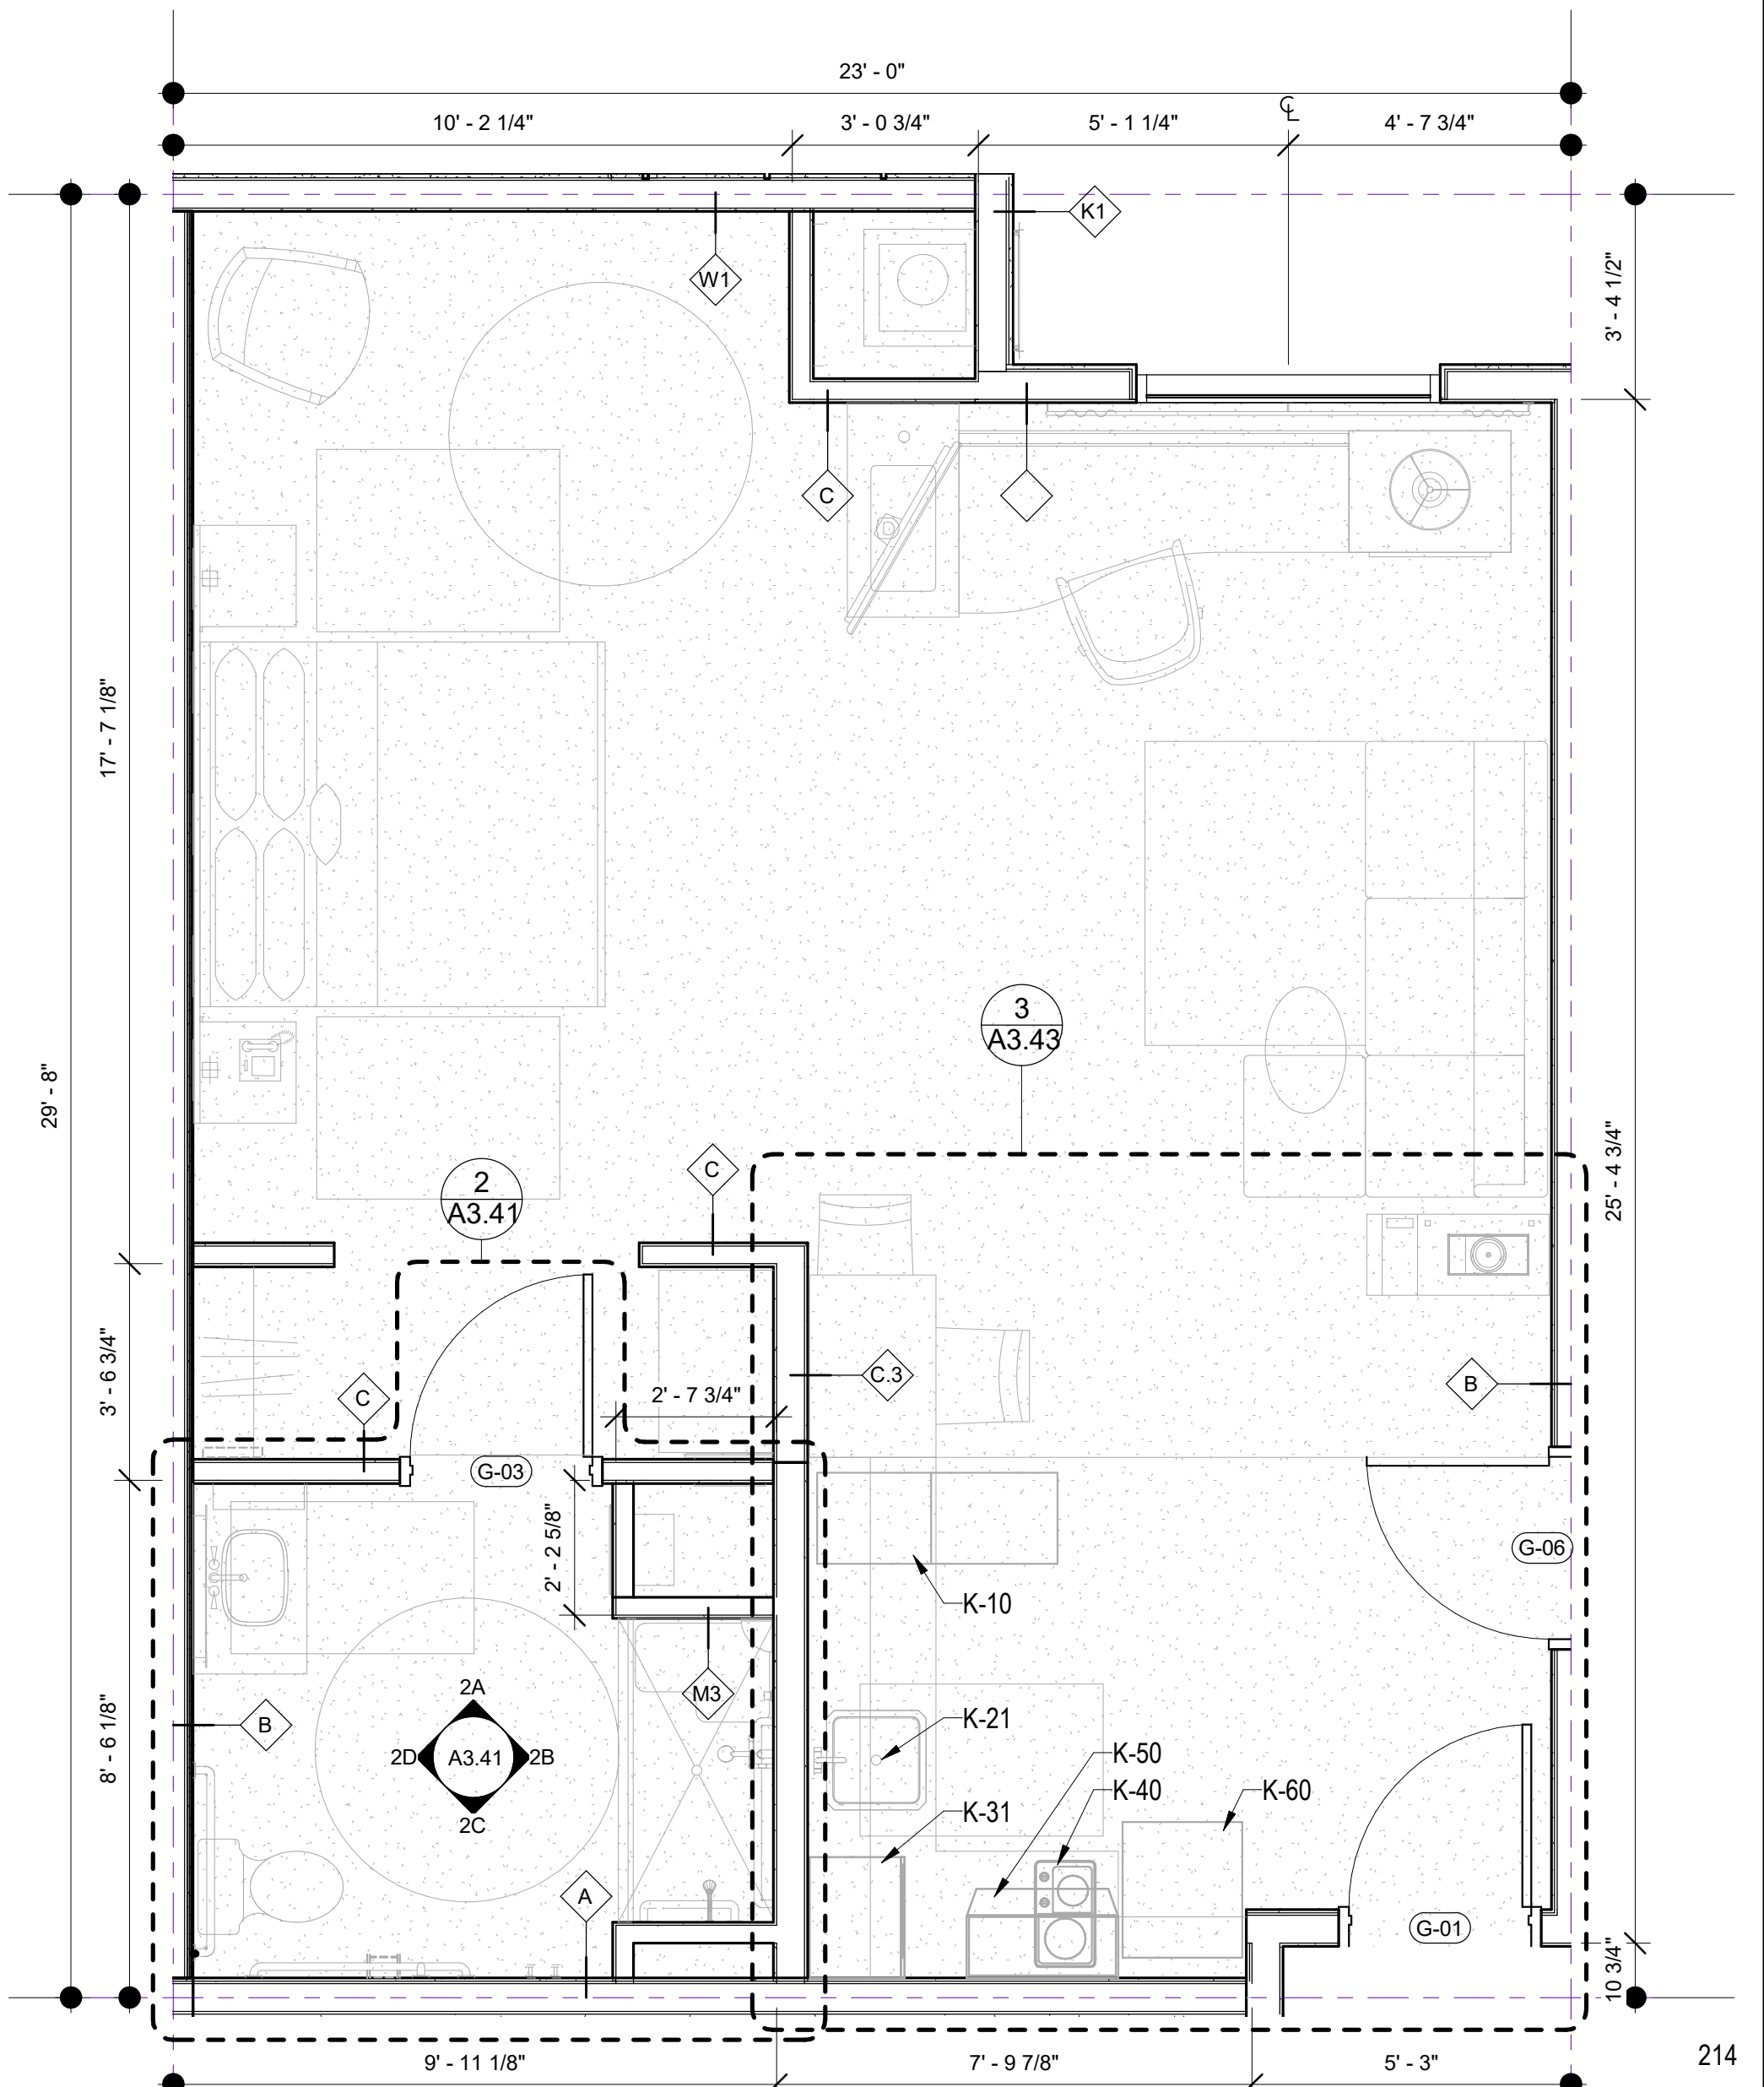 23' - 0"
10' - 2 1/4"
3' - 0 3/4"
5' - 1 1/4"
4' - 7 3/4"
℄
K1
W1
3' - 4 1/2"
C
17' - 7 1/8"
29' - 8"
3
A3.43
25' - 4 3/4"
C
2
A3.41
3' - 6 3/4"
C.3
B
C
2' - 7 3/4"
G-03
2' - 2 5/8"
G-06
K-10
M3
2A
B
2D
A3.41
2B
2C
8' - 6 1/8"
K-21
K-50
K-40
K-60
K-31
A
G-01
10 3/4"
9' - 11 1/8"
7' - 9 7/8"
5' - 3"
214